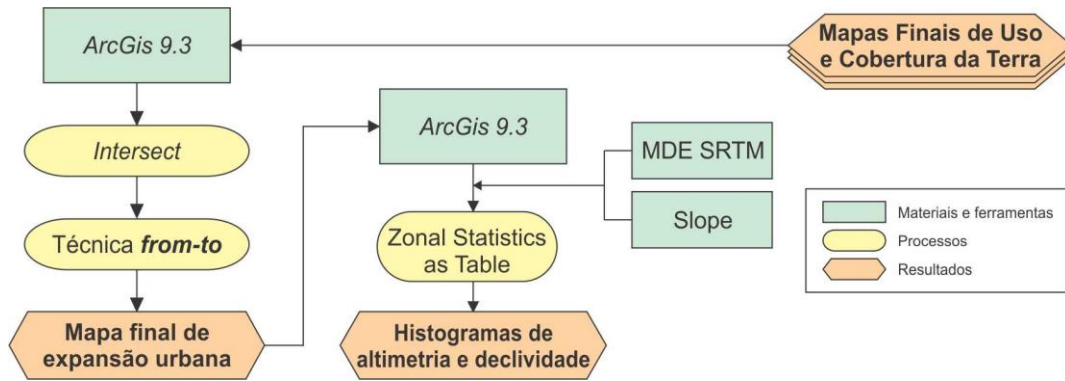 ArcGis 9.3
Mapas Finais de Uso
e Cobertura da Terra
Intersect
Técnica from-to
Mapa final de
expansão urbana
ArcGis 9.3
MDE SRTM
Slope
Zonal Statistics
as Table
Histogramas de
altimetria e declividade
Materiais e ferramentas
Processos
Resultados